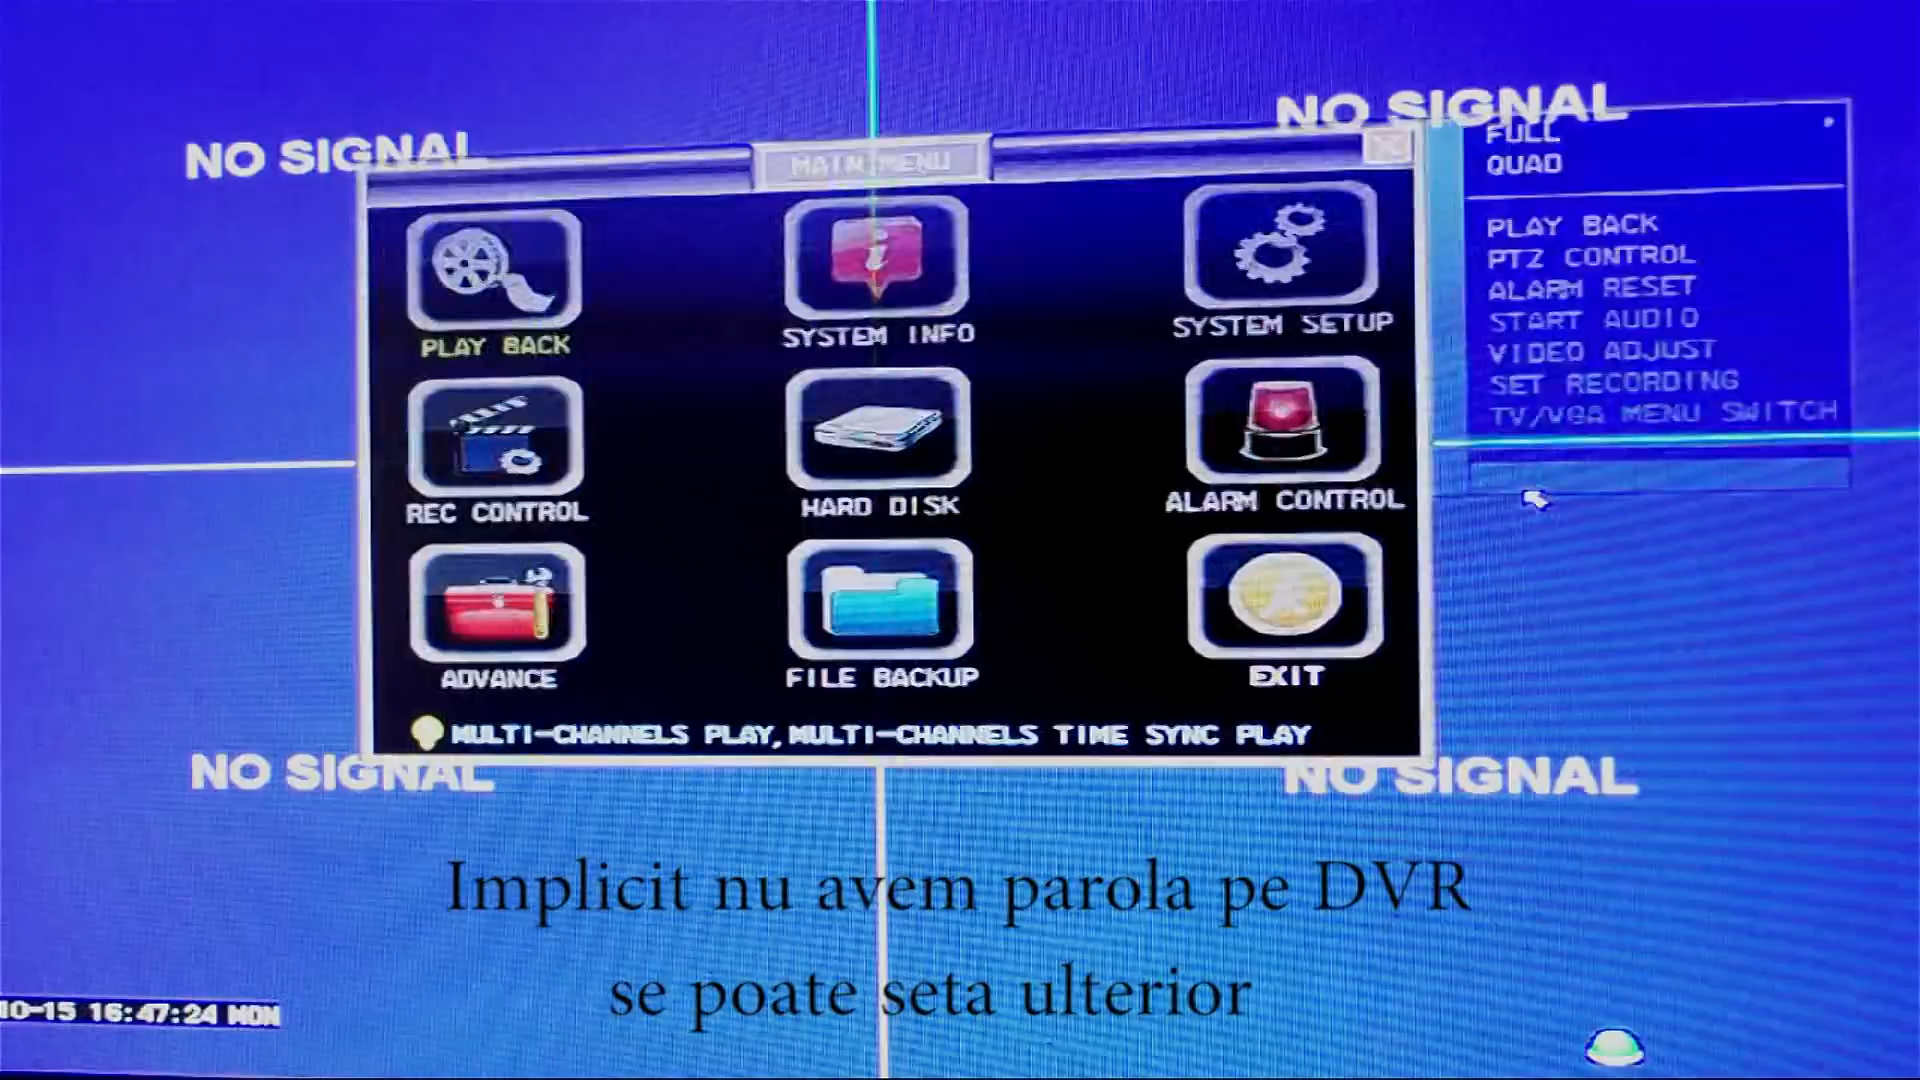 NO SIGNAL
NO SIGNAL
MAIN MENU
FULL
QUAD
PLAY BACK
PTZ CONTROL
ALARM RESET
START AUDIO
VIDEO ADJUST
SET RECORDING
TV/VGA MENU SWITCH
PLAY BACK
SYSTEM INFO
SYSTEM SETUP
REC CONTROL
HARD DISK
ALARM CONTROL
ADVANCE
FILE BACKUP
EXIT
MULTI-CHANNELS PLAY,MULTI-CHANNELS TIME SYNC PLAY
NO SIGNAL
NO SIGNAL
Implicit nu avem parola pe DVR
se poate seta ulterior
10-15 16:47:24 MON